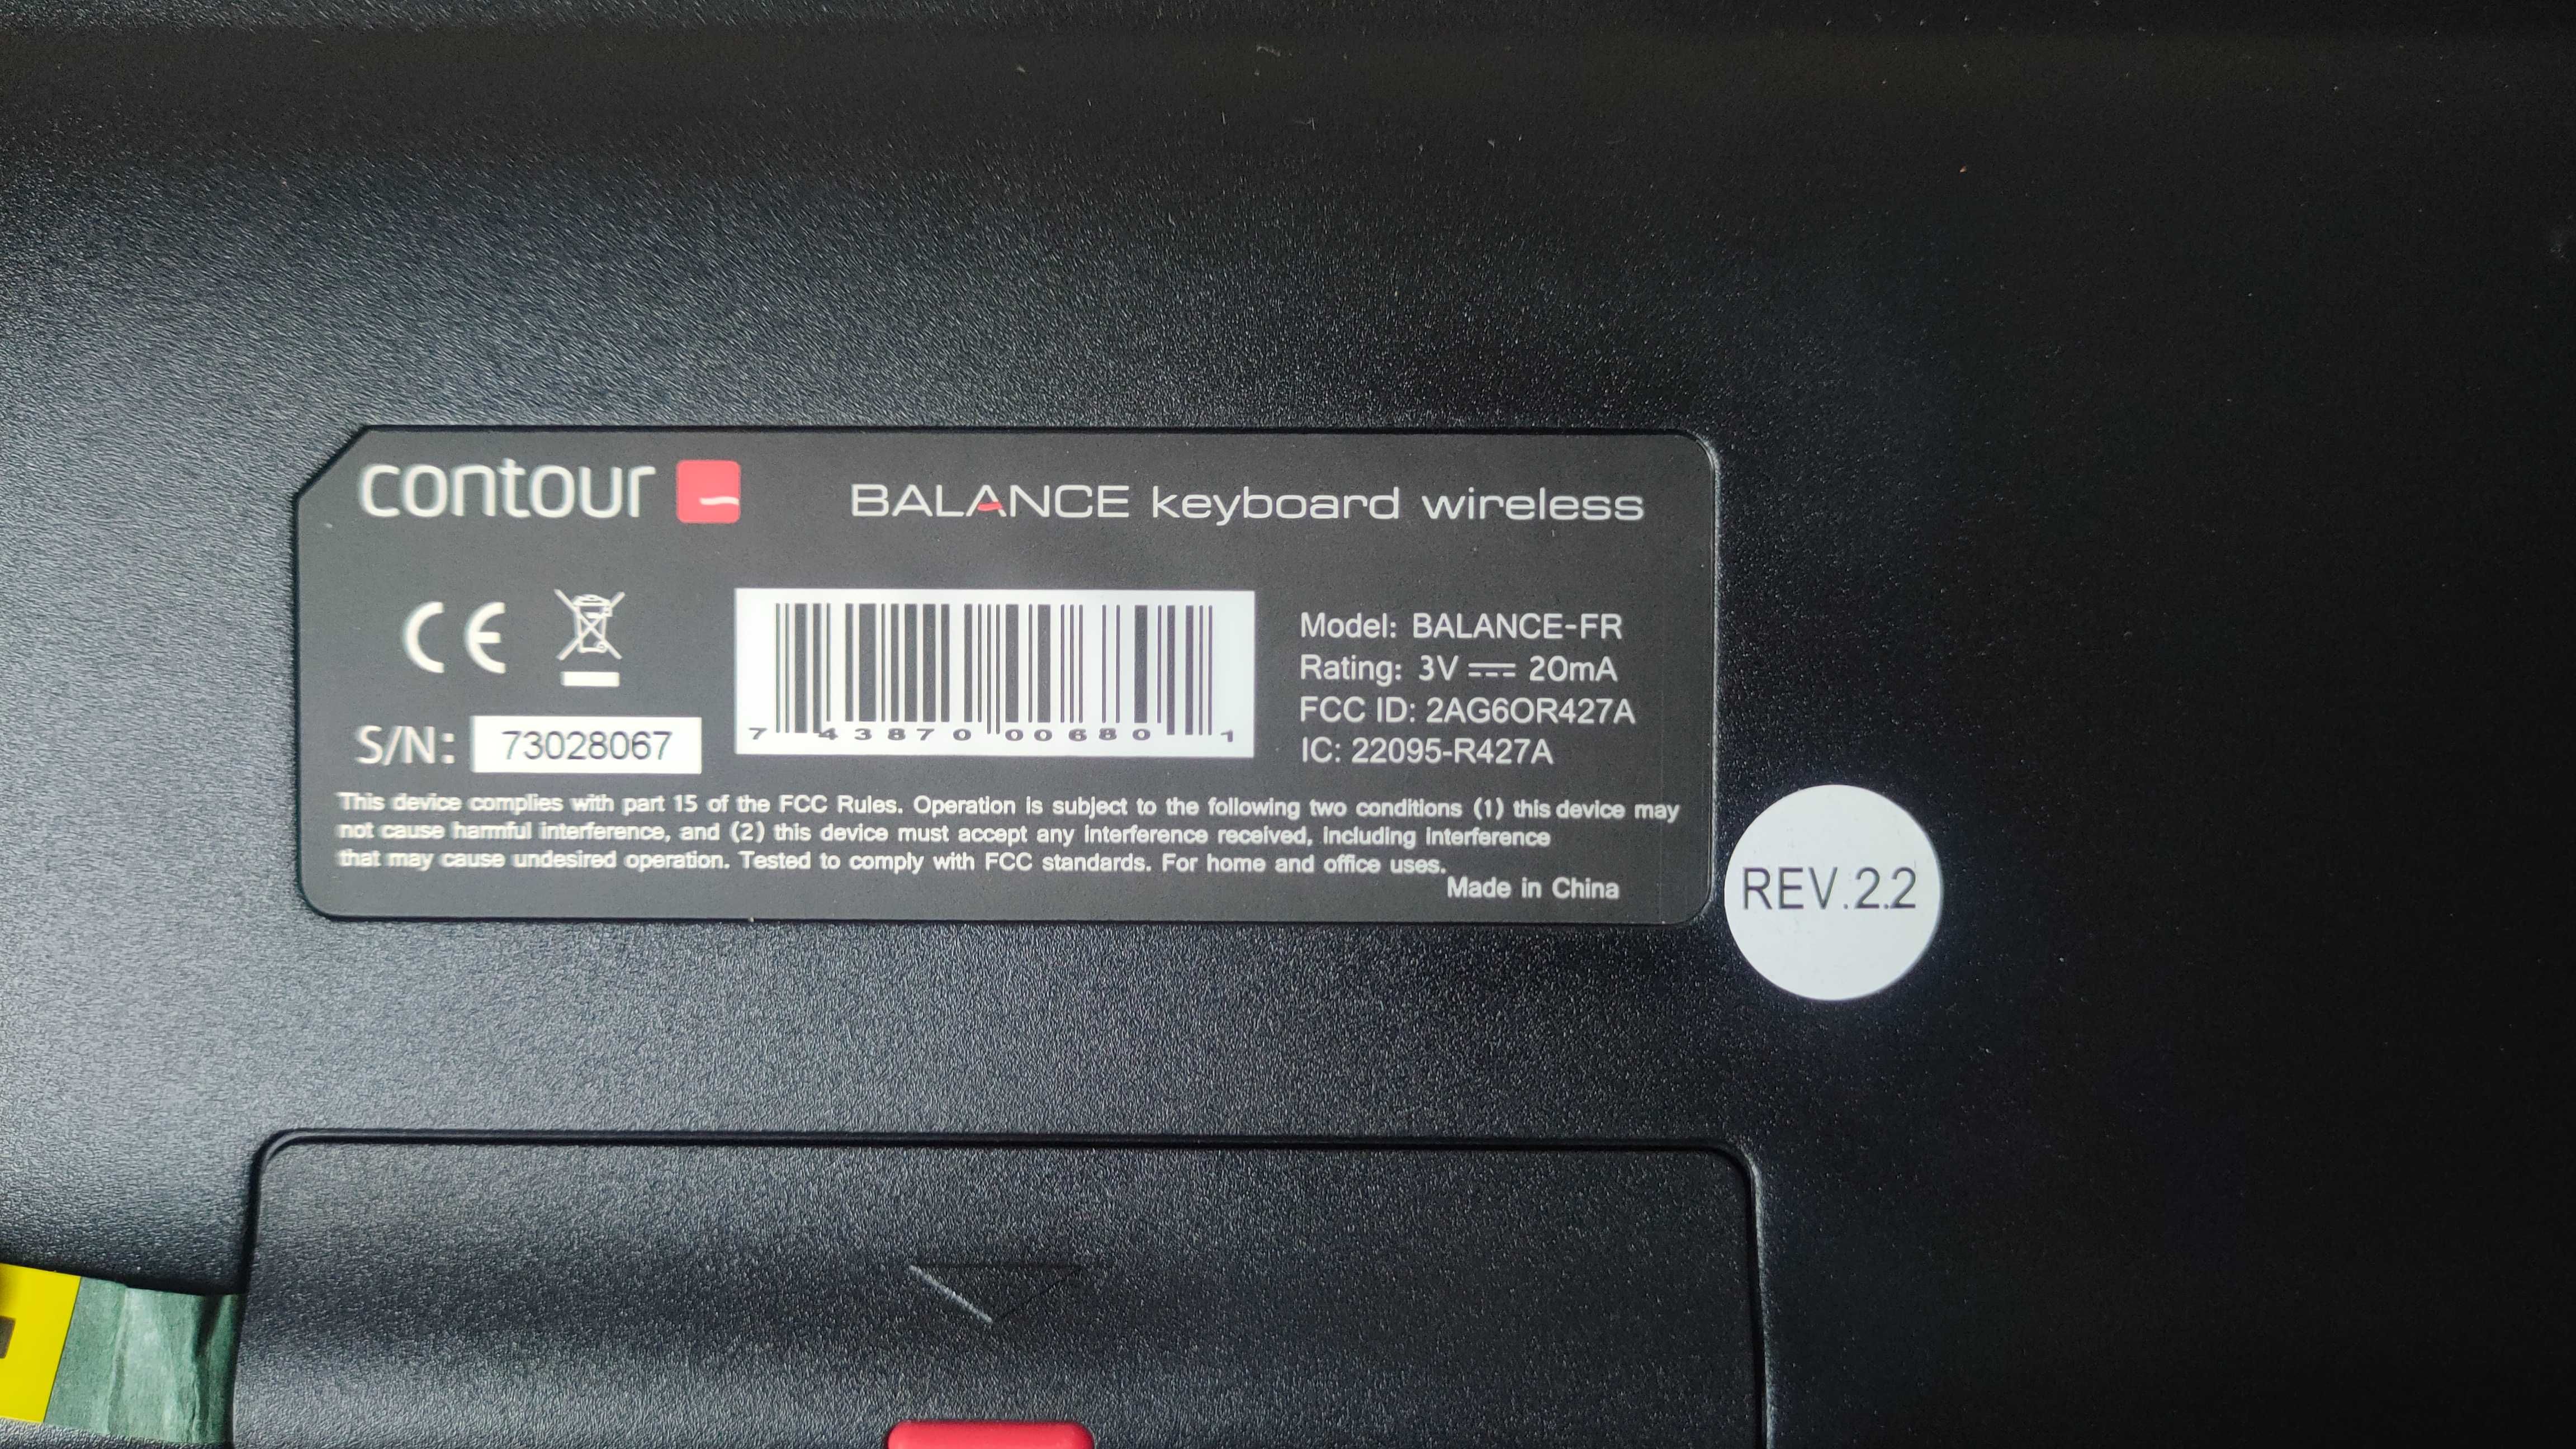 contour
BALANCE keyboard wireless
CE
S/N: 73028067
7 43870 00680 1
Model: BALANCE-FR
Rating: 3V ⎓ 20mA
FCC ID: 2AG6OR427A
IC: 22095-R427A
This device complies with part 15 of the FCC Rules. Operation is subject to the following two conditions (1) this device may
not cause harmful interference, and (2) this device must accept any interference received, including interference
that may cause undesired operation. Tested to comply with FCC standards. For home and office uses.
Made in China
REV.2.2